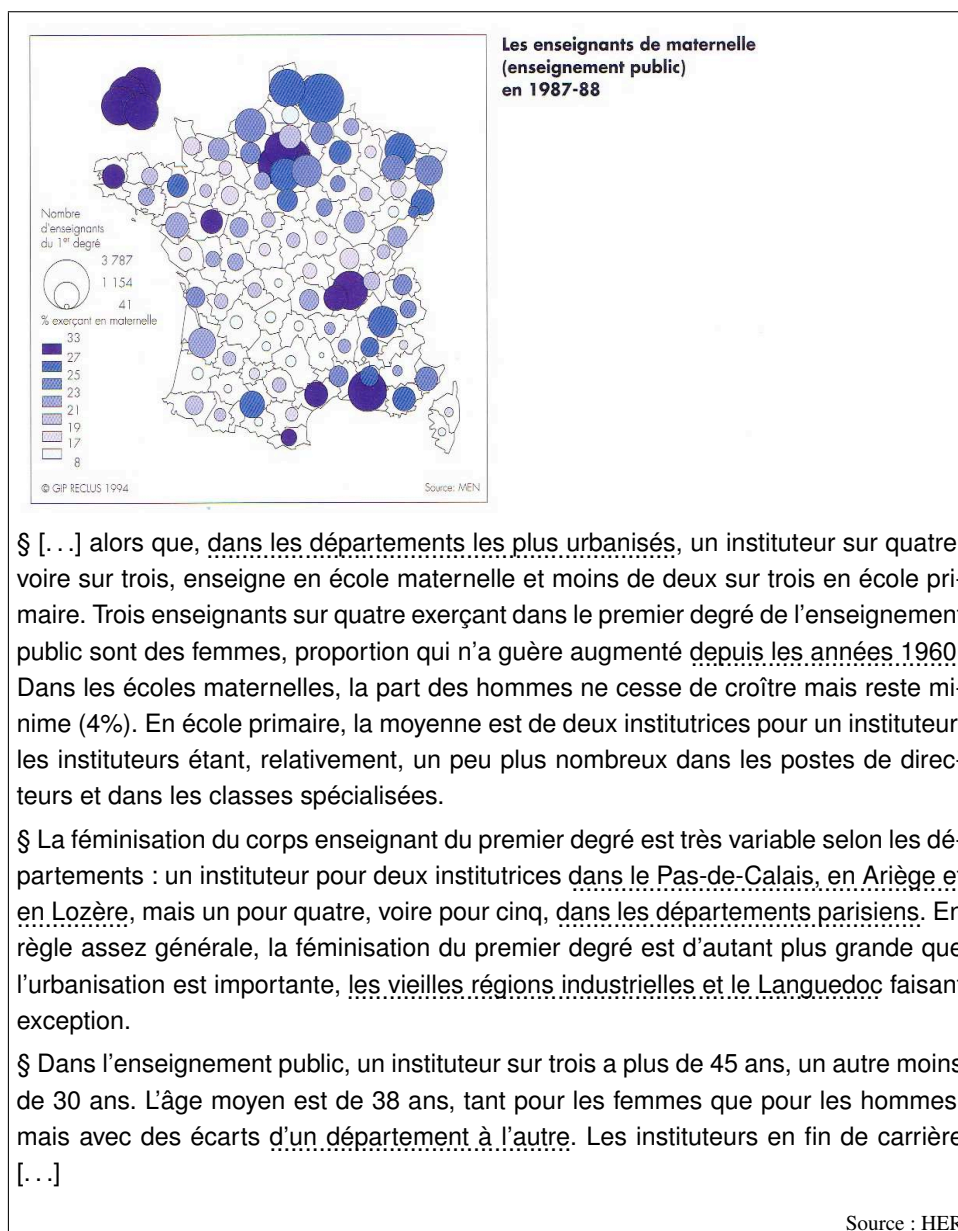 Les enseignants de maternelle
(enseignement public)
en 1987-88
Nombre
d'enseignants
du 1er degré
3 787
1 154
41
% exerçant en maternelle
33
27
25
23
21
19
17
8
© GIP RECLUS 1994
Source: MEN
§ [...] alors que, dans les départements les plus urbanisés, un instituteur sur quatre
voire sur trois, enseigne en école maternelle et moins de deux sur trois en école pri-
maire. Trois enseignants sur quatre exerçant dans le premier degré de l'enseignement
public sont des femmes, proportion qui n'a guère augmenté depuis les années 1960
Dans les écoles maternelles, la part des hommes ne cesse de croître mais reste mi-
nime (4%). En école primaire, la moyenne est de deux institutrices pour un instituteur
les instituteurs étant, relativement, un peu plus nombreux dans les postes de direc-
teurs et dans les classes spécialisées.
§ La féminisation du corps enseignant du premier degré est très variable selon les dé-
partements : un instituteur pour deux institutrices dans le Pas-de-Calais, en Ariège et
en Lozère, mais un pour quatre, voire pour cinq, dans les départements parisiens. En
règle assez générale, la féminisation du premier degré est d'autant plus grande que
l'urbanisation est importante, les vieilles régions industrielles et le Languedoc faisant
exception.
§ Dans l'enseignement public, un instituteur sur trois a plus de 45 ans, un autre moins
de 30 ans. L'âge moyen est de 38 ans, tant pour les femmes que pour les hommes
mais avec des écarts d'un département à l'autre. Les instituteurs en fin de carrière
[...]
Source : HER